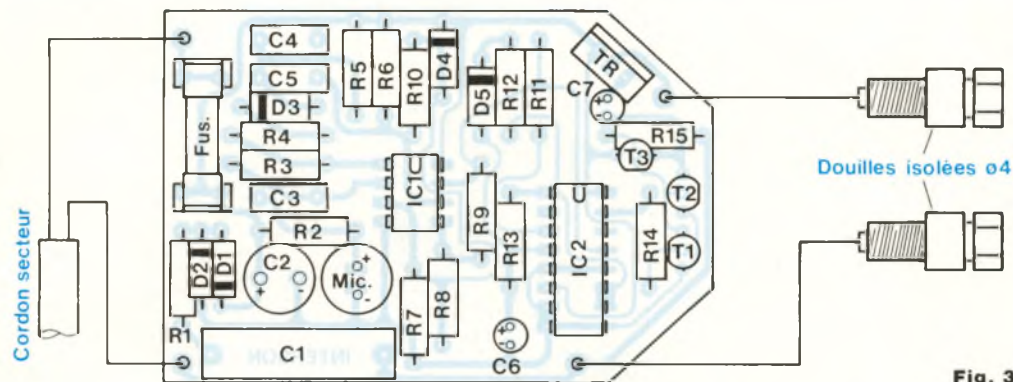 C4
C5
D3
R4
R3
C3
R2
Fus.
R5
R6
R10
D4
D5
R12
R11
TR
C7
+
-
R15
T3
T2
T1
R14
IC1
IC2
R9
R13
R7
R8
C6
+
-
D2
D1
R1
C2
+
-
Mic.
+
-
C1
Cordon secteur
Douilles isolées ø4
Fig. 3